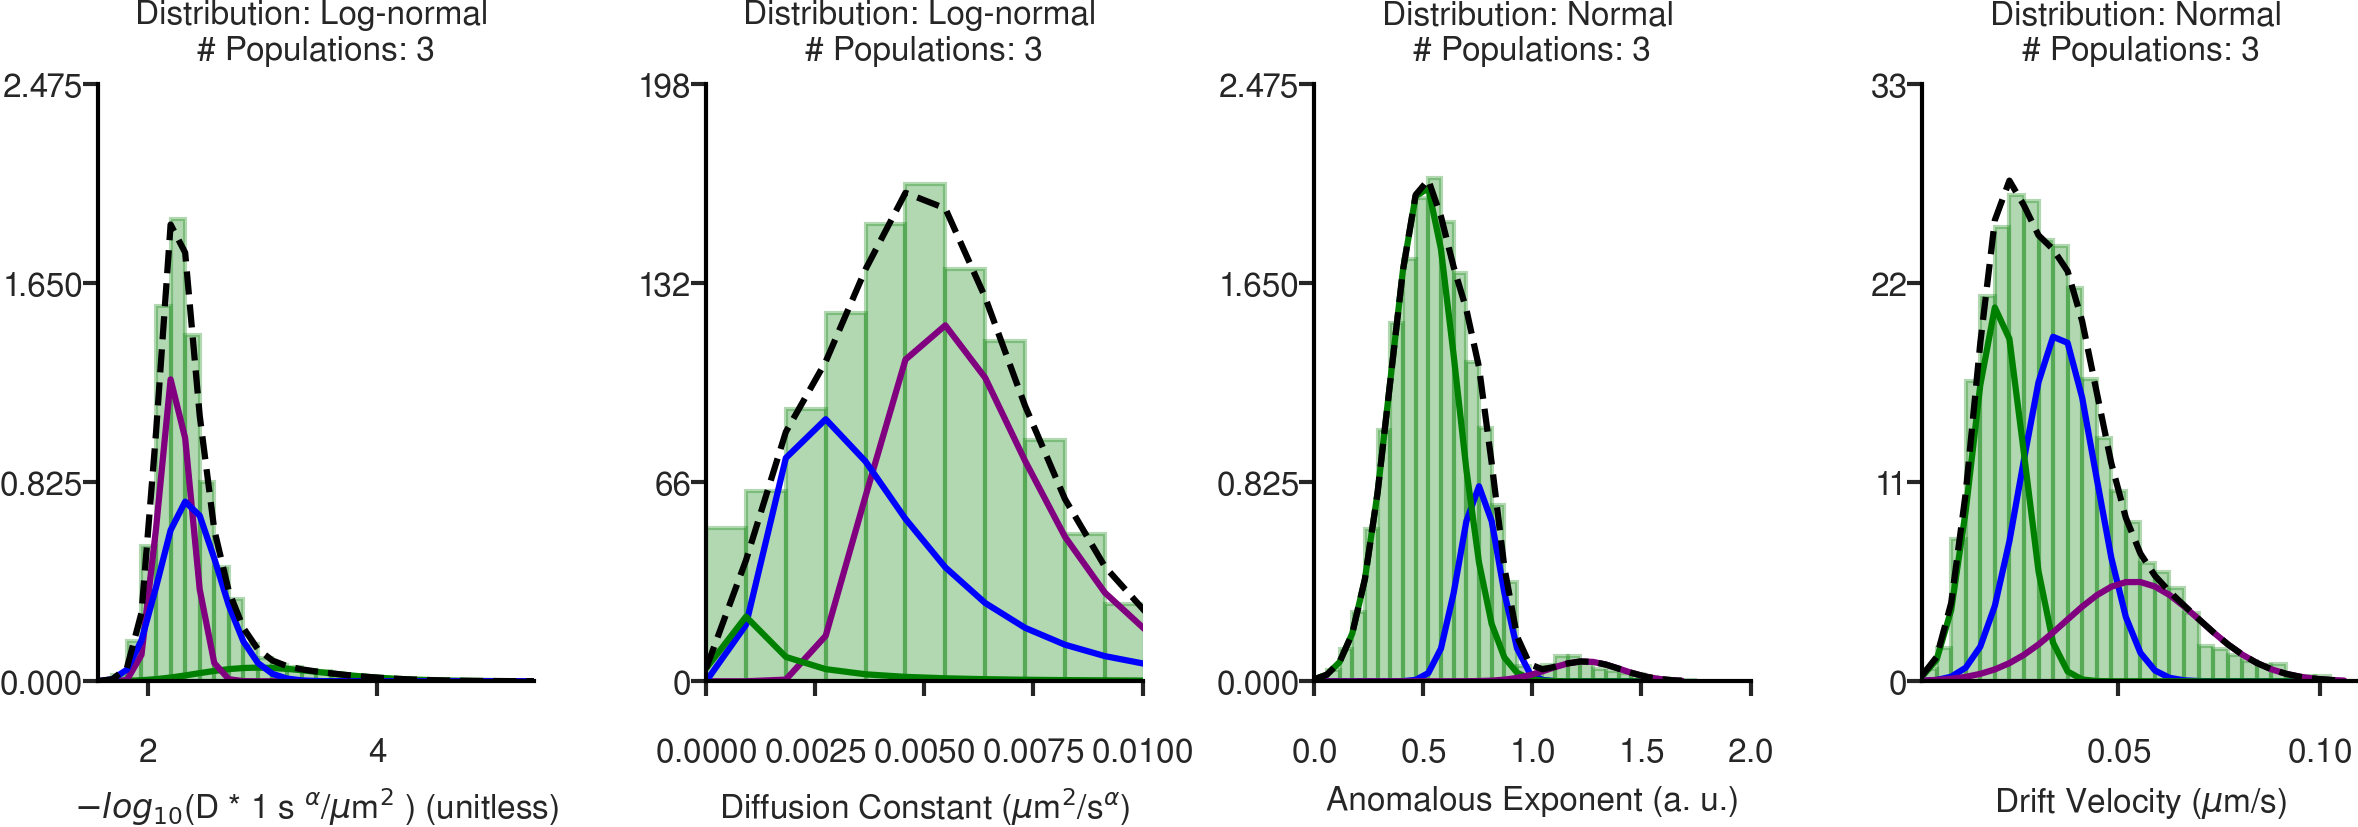 Distribution: Log-normal
# Populations: 3
2.475
1.650
0.825
0.000
2
4
−log₁₀(D * 1 s ᵅ/μm² ) (unitless)
Distribution: Log-normal
# Populations: 3
198
132
66
0
0.0000 0.0025 0.0050 0.0075 0.0100
Diffusion Constant (μm²/sᵅ)
Distribution: Normal
# Populations: 3
2.475
1.650
0.825
0.000
0.0 0.5 1.0 1.5 2.0
Anomalous Exponent (a. u.)
Distribution: Normal
# Populations: 3
33
22
11
0
0.05 0.10
Drift Velocity (μm/s)